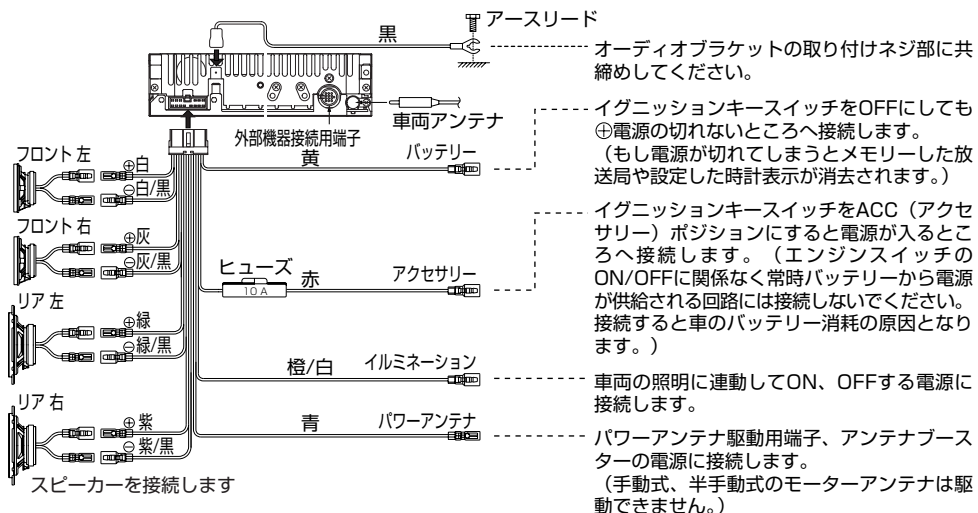 アースリード
黒
オーディオブラケットの取り付けネジ部に共
締めしてください。
車両アンテナ
外部機器接続用端子
黄
バッテリー
イグニッションキースイッチをOFFにしても
⊕電源の切れないところへ接続します。
（もし電源が切れてしまうとメモリーした放
送局や設定した時計表示が消去されます。）
フロント 左
⊕白
⊖白/黒
フロント 右
⊕灰
⊖灰/黒
ヒューズ
10A
赤
アクセサリー
イグニッションキースイッチをACC（アクセ
サリー）ポジションにすると電源が入るとこ
ろへ接続します。（エンジンスイッチの
ON/OFFに関係なく常時バッテリーから電源
が供給される回路には接続しないでください。
接続すると車のバッテリー消耗の原因となり
ます。）
リア 左
⊕緑
⊖緑/黒
橙/白
イルミネーション
車両の照明に連動してON、OFFする電源に
接続します。
リア 右
⊕紫
⊖紫/黒
青
パワーアンテナ
パワーアンテナ駆動用端子、アンテナブース
ターの電源に接続します。
（手動式、半手動式のモーターアンテナは駆
動できません。）
スピーカーを接続します